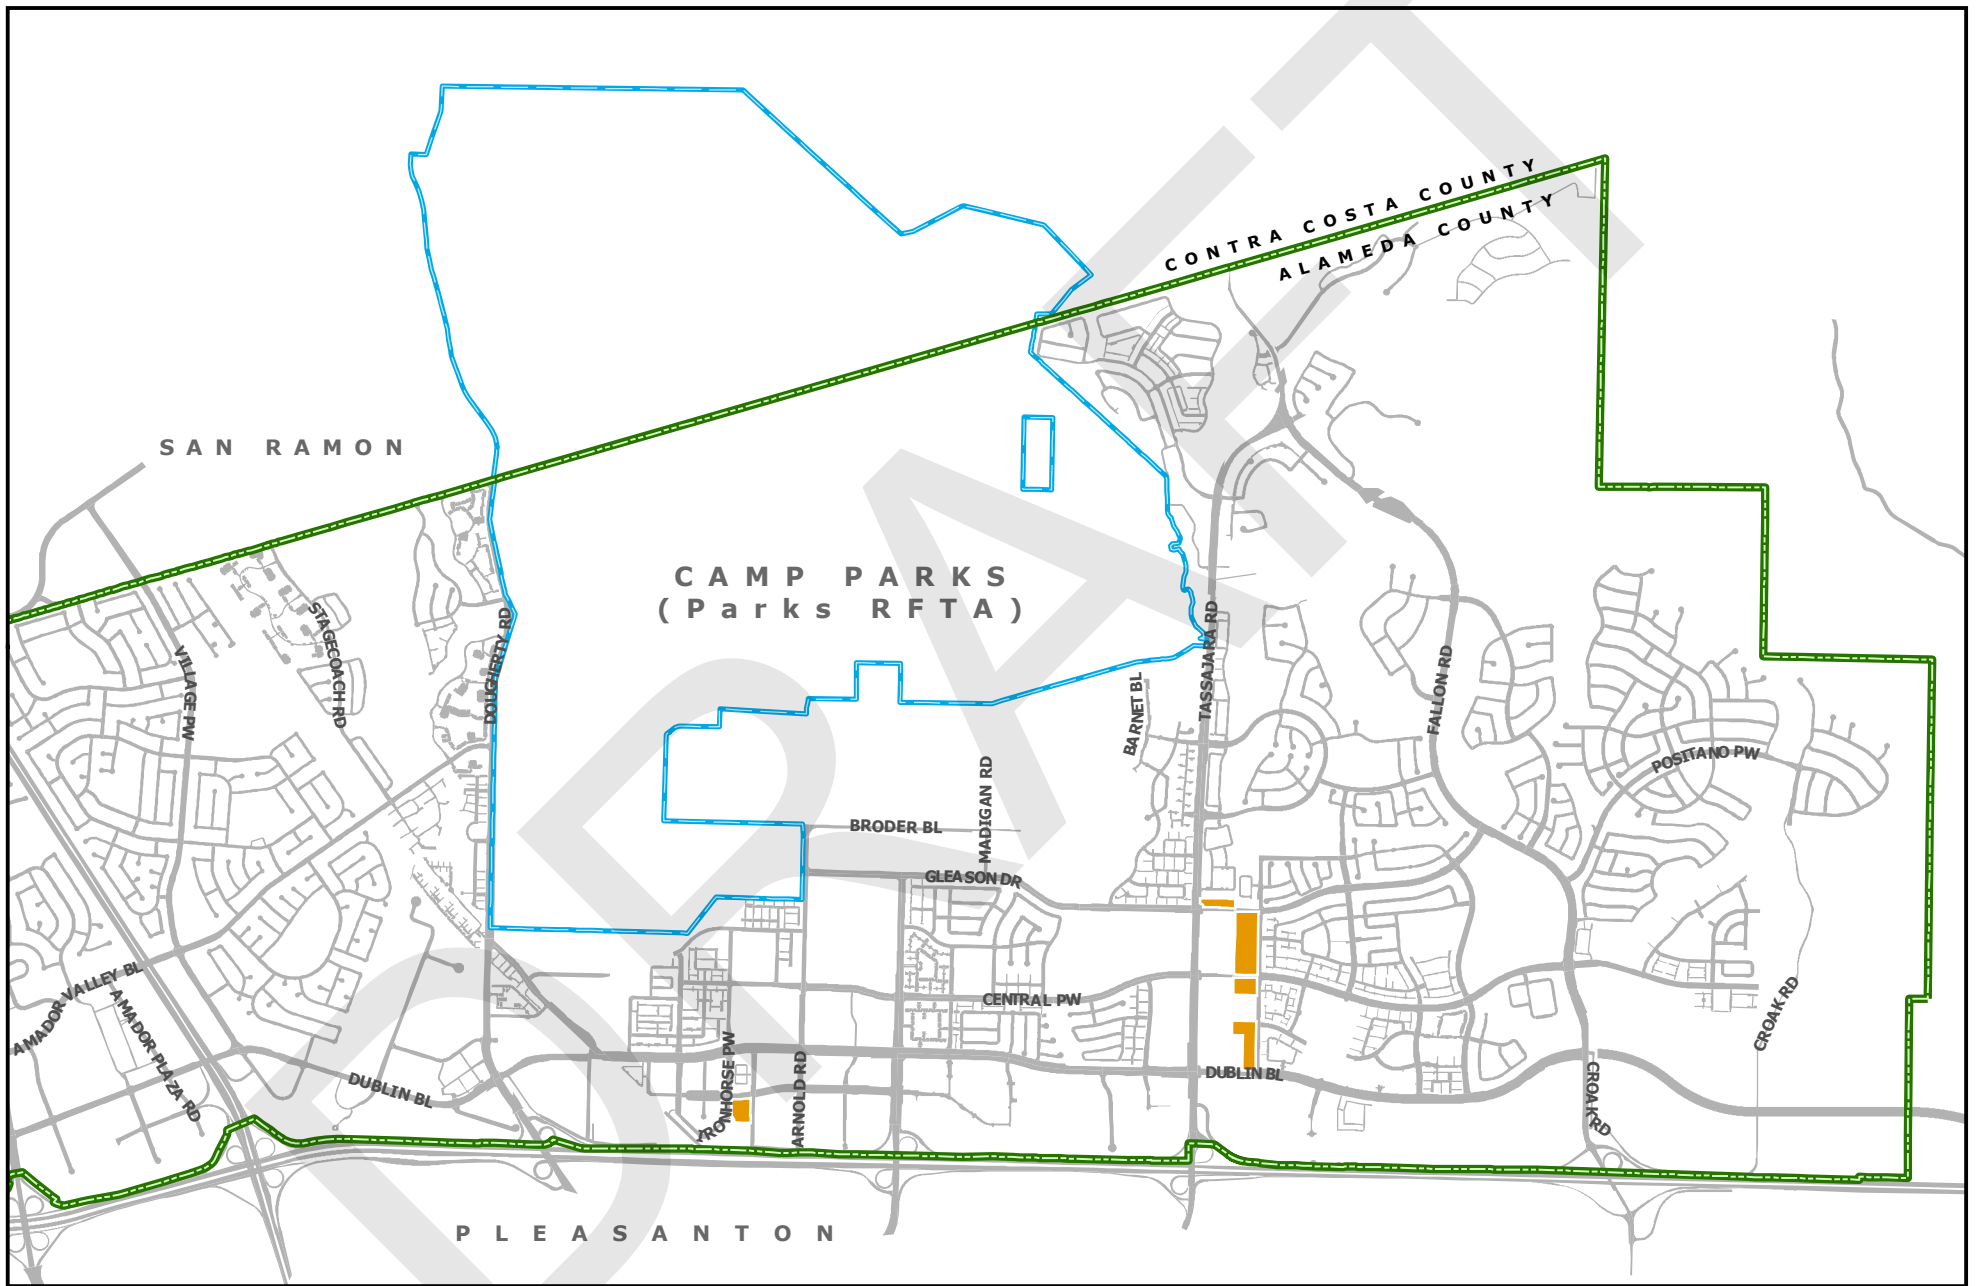 CONTRA COSTA COUNTY
ALAMEDA COUNTY
SAN RAMON
CAMP PARKS
(Parks RFTA)
STAGECOACH RD
DOUGHERTY RD
VILLAGE PW
TASSAJARA RD
BARNET BL
FALLON RD
POSITANO PW
MADIGAN RD
BRODER BL
GLEASON DR
AMADOR VALLEY BL
AMADOR PLAZA RD
CENTRAL PW
CROAK RD
DUBLIN BL
IRONHORSE PW
ARNOLD RD
DUBLIN BL
CROAK RD
PLEASANTON
DRAFT